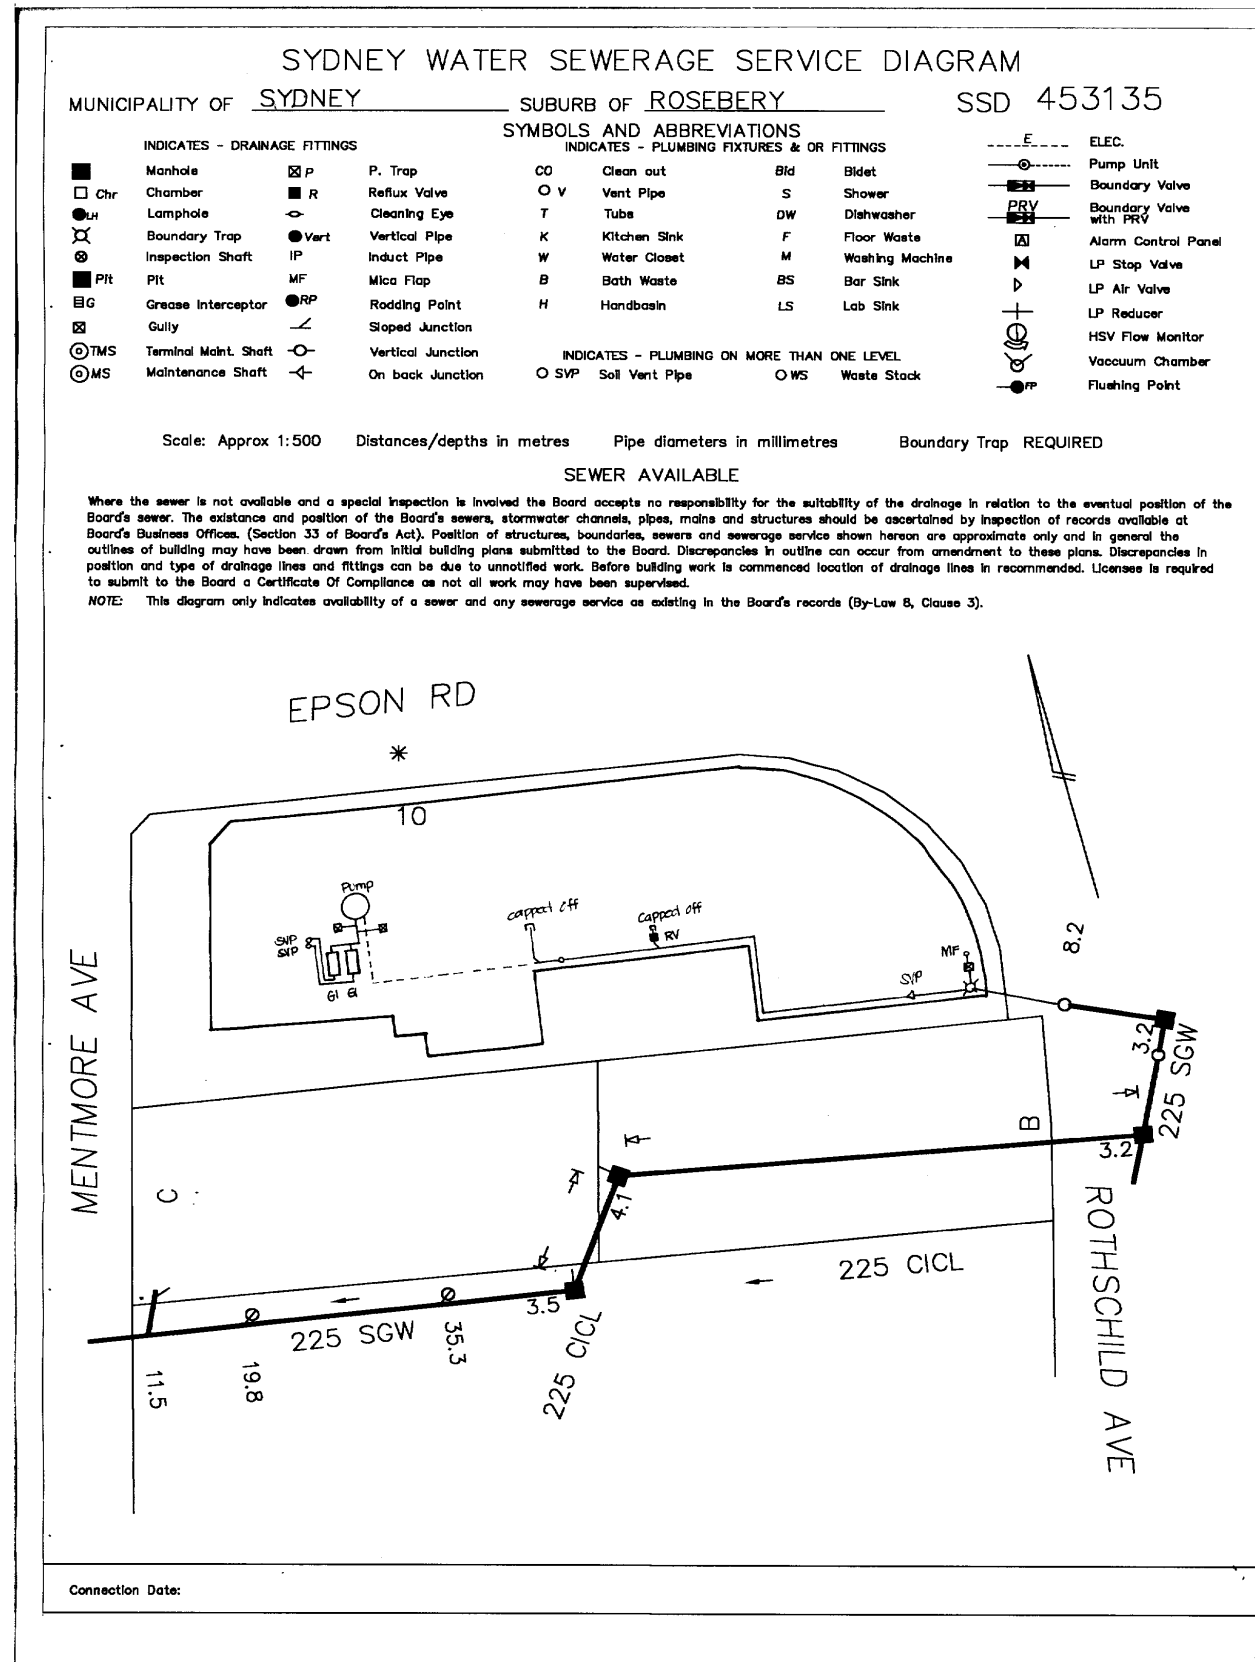 SYDNEY WATER SEWERAGE SERVICE DIAGRAM
MUNICIPALITY OF SYDNEY SUBURB OF ROSEBERY SSD 453135
SYMBOLS AND ABBREVIATIONS
INDICATES - DRAINAGE FITTINGS
INDICATES - PLUMBING FIXTURES & OR FITTINGS
Manhole P P. Trap CO Clean out Bid Bidet
Chr Chamber R Reflux Valve V Vent Pipe S Shower
LH Lamphole Cleaning Eye T Tubs DW Dishwasher
Boundary Trap Vert Vertical Pipe K Kitchen Sink F Floor Waste
Inspection Shaft IP Induct Pipe W Water Closet M Washing Machine
Pit Pit MF Mica Flap B Bath Waste BS Bar Sink
G Grease Interceptor RP Rodding Point H Handbasin LS Lab Sink
Gully Sloped Junction
TMS Terminal Maint. Shaft Vertical Junction
MS Maintenance Shaft On back Junction
INDICATES - PLUMBING ON MORE THAN ONE LEVEL
SVP Soil Vent Pipe WS Waste Stack
E ELEC.
Pump Unit
Boundary Valve
PRV Boundary Valve
with PRV
A Alarm Control Panel
LP Stop Valve
LP Air Valve
LP Reducer
HSV Flow Monitor
Vaccuum Chamber
FP Flushing Point
Scale: Approx 1:500 Distances/depths in metres Pipe diameters in millimetres Boundary Trap REQUIRED
SEWER AVAILABLE
Where the sewer is not available and a special inspection is involved the Board accepts no responsibility for the suitability of the drainage in relation to the eventual position of the
Board's sewer. The existance and position of the Board's sewers, stormwater channels, pipes, mains and structures should be ascertained by inspection of records available at
Board's Business Offices. (Section 33 of Board's Act). Position of structures, boundaries, sewers and sewerage service shown hereon are approximate only and in general the
outlines of building may have been drawn from initial building plans submitted to the Board. Discrepancies in outline can occur from amendment to these plans. Discrepancies in
position and type of drainage lines and fittings can be due to unnotified work. Before building work is commenced location of drainage lines in recommended. Licensee is required
to submit to the Board a Certificate Of Compliance as not all work may have been supervised.
NOTE: This diagram only indicates availability of a sewer and any sewerage service as existing in the Board's records (By-Law 8, Clause 3).
EPSON RD
10
Pump
capped off
capped off
RV
SVP
SVP
GI GI
MF
SVP
8.2
3.2
225 SGW
MENTMORE AVE
B
3.2
C
4.1
ROTHSCHILD AVE
225 CICL
3.5
225 SGW
225 CICL
35.3
19.8
11.5
Connection Date: